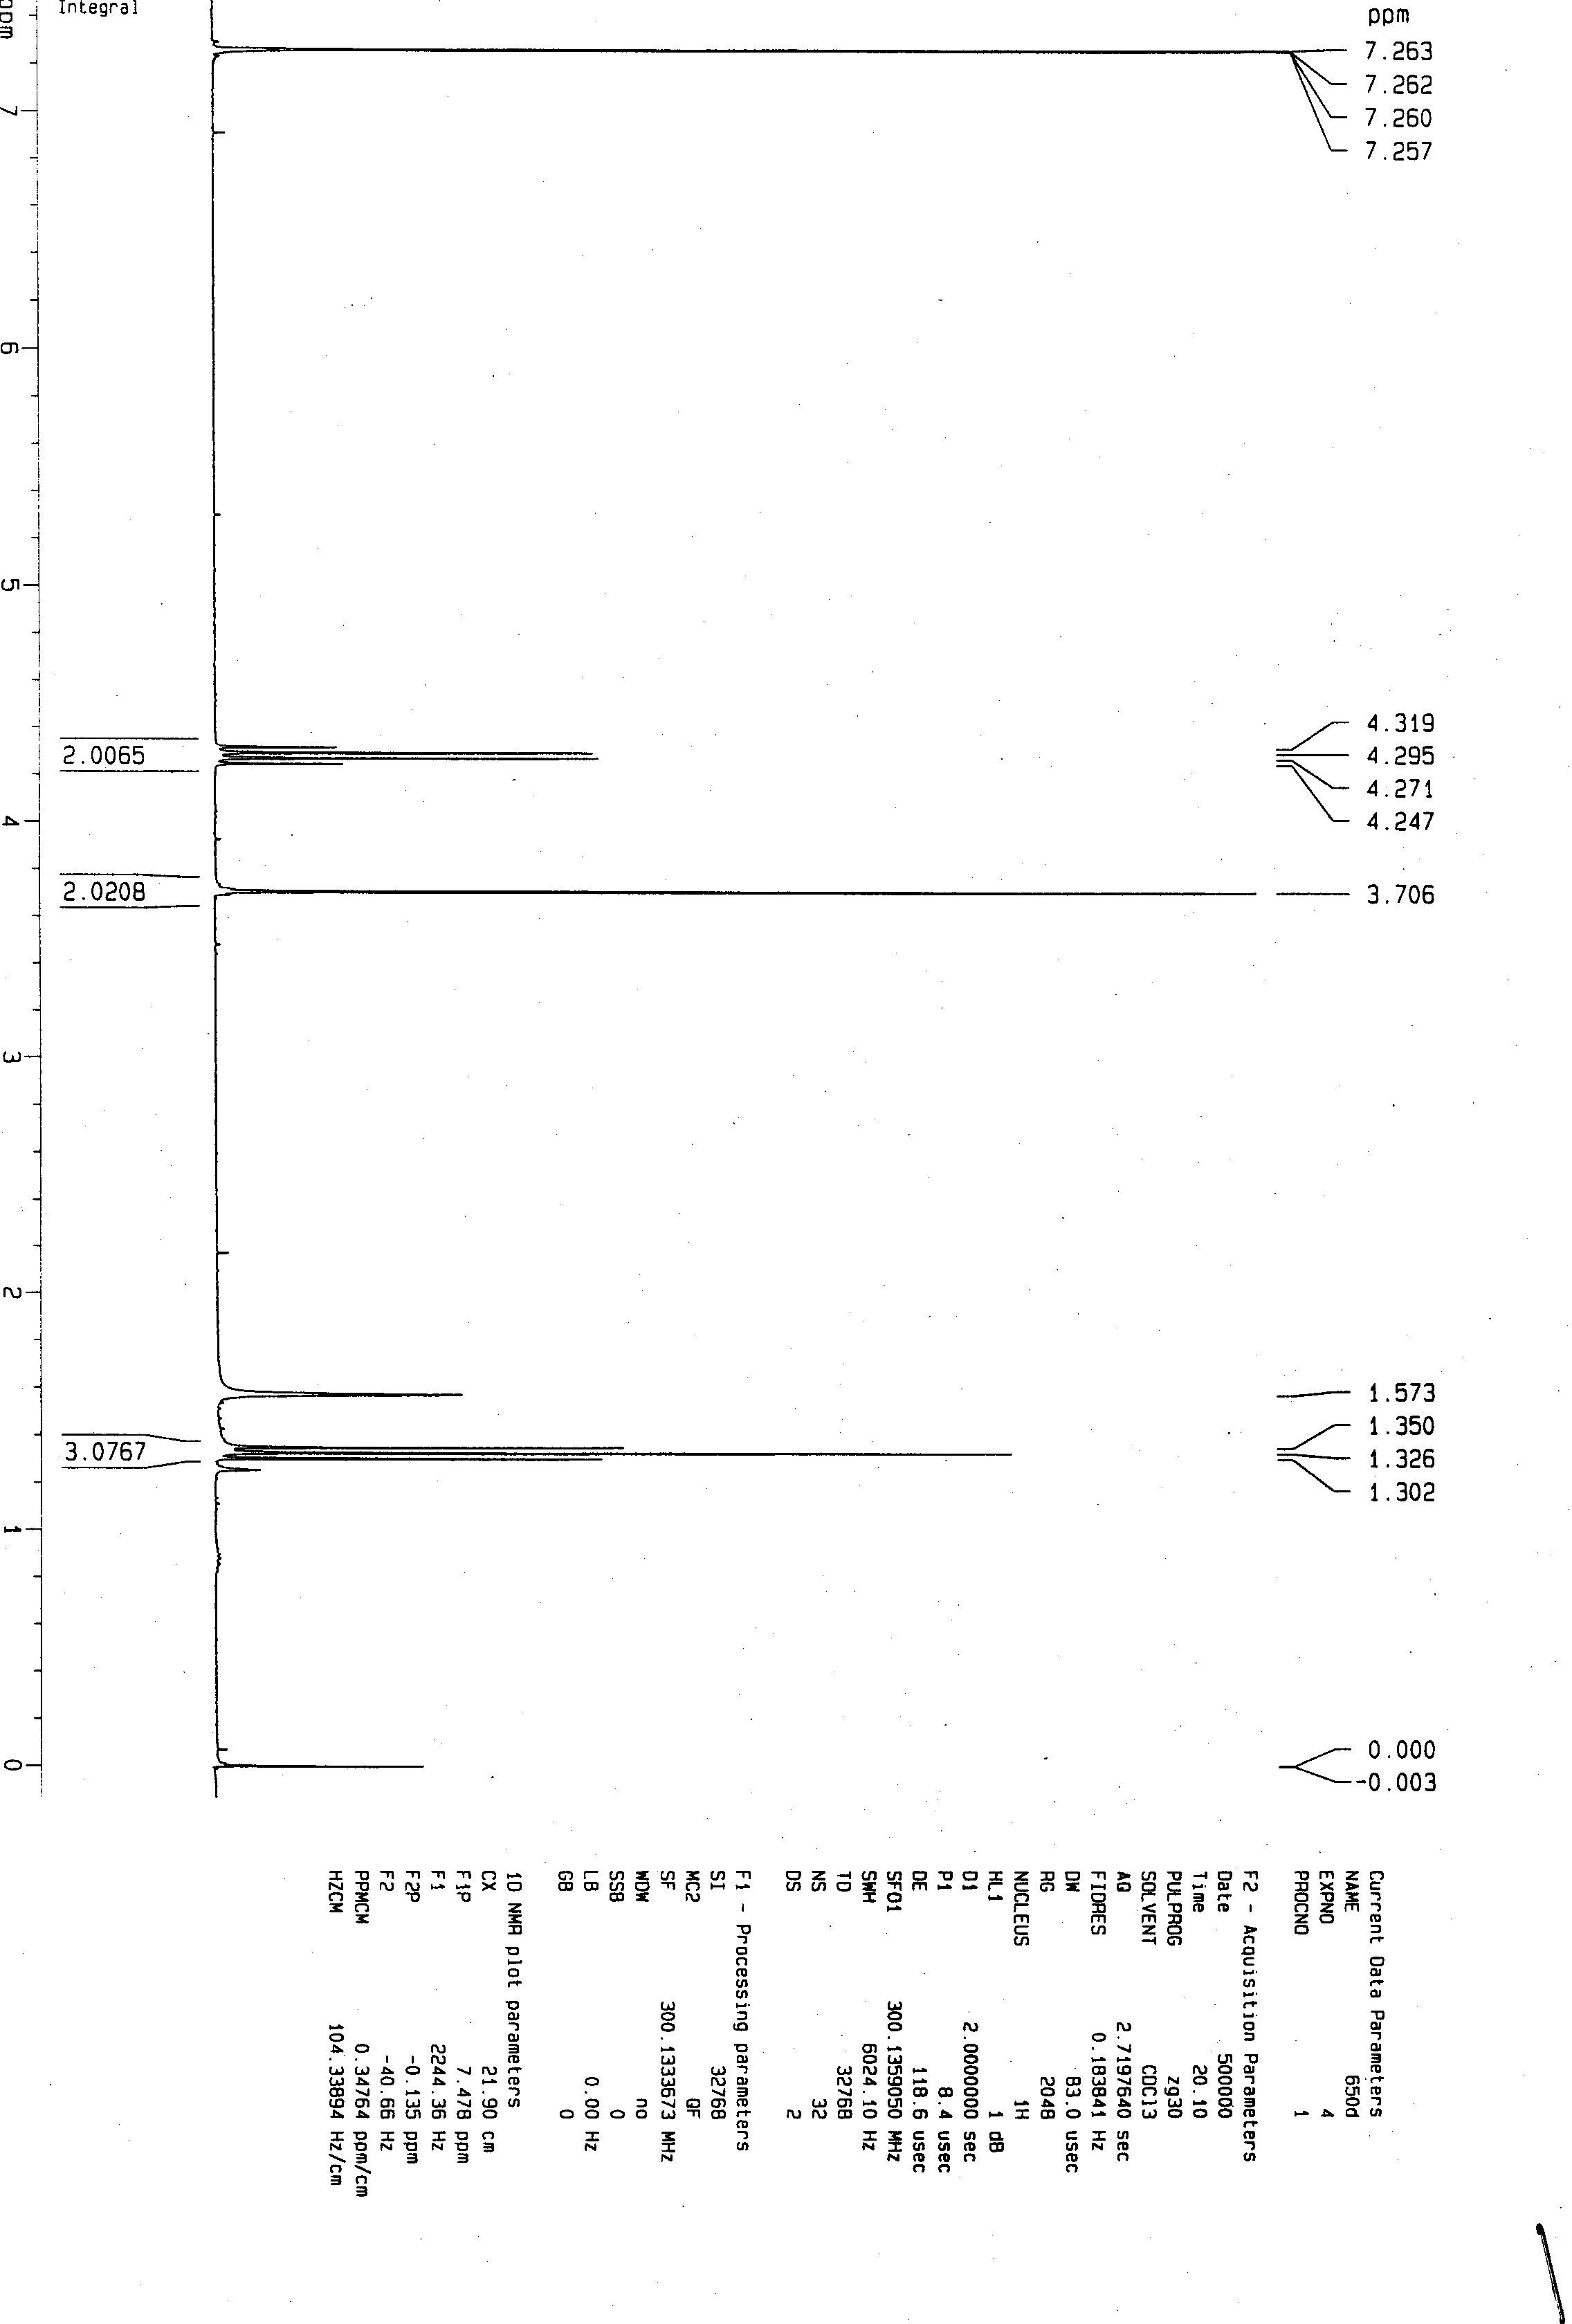 ppm
Integral
ppm
7.263
7.262
7.260
7.257
7
6
5
4.319
4.295
4.271
4.247
2.0065
4
2.0208
3.706
3
2
1.573
1.350
1.326
1.302
3.0767
1
0.000
-0.003
0
Current Data Parameters
NAME 650d
EXPNO 4
PROCNO 1
F2 - Acquisition Parameters
Date 500000
Time 20.10
PULPROG zg30
SOLVENT CDCl3
AQ 2.7197640 sec
FIDRES 0.183841 Hz
DW 83.0 usec
RG 2048
NUCLEUS 1H
HL1 1 dB
D1 2.0000000 sec
P1 8.4 usec
DE 118.6 usec
SFO1 300.1359050 MHz
SWH 6024.10 Hz
TD 32768
NS 32
DS 2
F1 - Processing parameters
SI 32768
MC2 QF
SF 300.1333673 MHz
WDW no
SSB 0
LB 0.00 Hz
GB 0
1D NMR plot parameters
CX 21.90 cm
F1P 7.478 ppm
F1 2244.36 Hz
F2P -0.135 ppm
F2 -40.66 Hz
PPMCM 0.34764 ppm/cm
HZCM 104.33894 Hz/cm